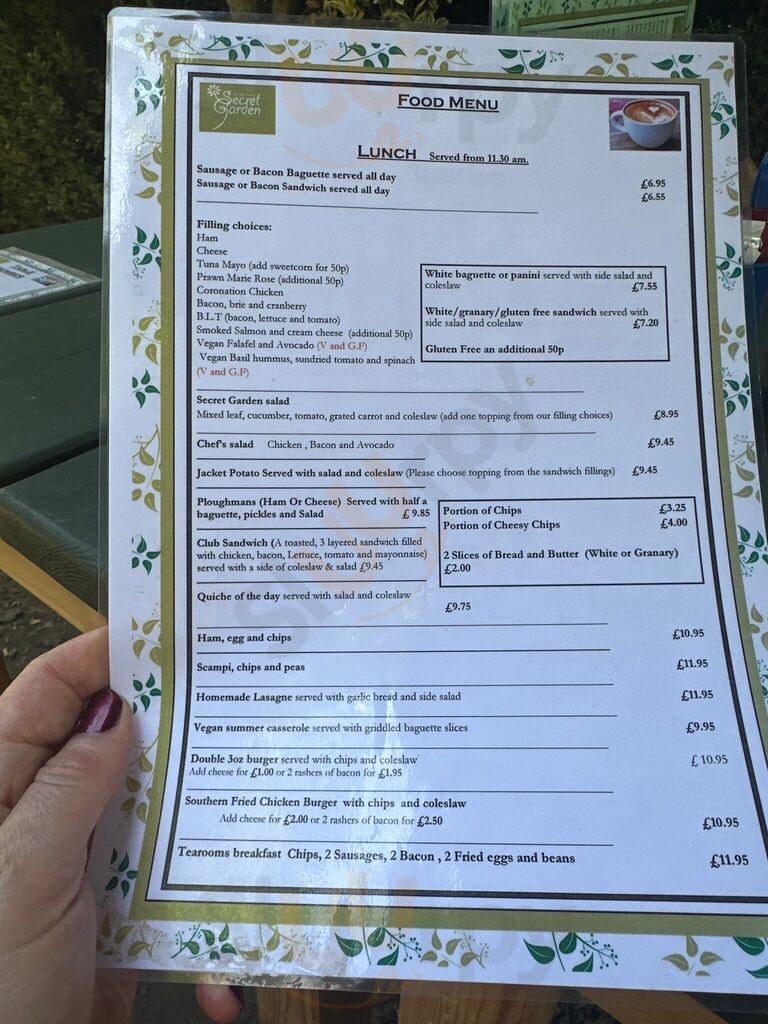 Secret
Garden
FOOD MENU
LUNCH Served from 11.30 am.
Sausage or Bacon Baguette served all day £6.95
Sausage or Bacon Sandwich served all day £6.55
Filling choices:
Ham
Cheese
Tuna Mayo (add sweetcorn for 50p)
Prawn Marie Rose (additional 50p)
Coronation Chicken
Bacon, brie and cranberry
B.L.T (bacon, lettuce and tomato)
Smoked Salmon and cream cheese (additional 50p)
Vegan Falafel and Avocado (V and G.F)
Vegan Basil hummus, sundried tomato and spinach
(V and G.F)
White baguette or panini served with side salad and
coleslaw £7.55
White/granary/gluten free sandwich served with
side salad and coleslaw £7.20
Gluten Free an additional 50p
Secret Garden salad
Mixed leaf, cucumber, tomato, grated carrot and coleslaw (add one topping from our filling choices) £8.95
Chef's salad Chicken , Bacon and Avocado £9.45
Jacket Potato Served with salad and coleslaw (Please choose topping from the sandwich fillings) £9.45
Ploughmans (Ham Or Cheese) Served with half a
baguette, pickles and Salad £ 9.85
Club Sandwich (A toasted, 3 layered sandwich filled
with chicken, bacon, Lettuce, tomato and mayonnaise)
served with a side of coleslaw & salad £9.45
Portion of Chips £3.25
Portion of Cheesy Chips £4.00
2 Slices of Bread and Butter (White or Granary)
£2.00
Quiche of the day served with salad and coleslaw
£9.75
Ham, egg and chips £10.95
Scampi, chips and peas £11.95
Homemade Lasagne served with garlic bread and side salad £11.95
Vegan summer casserole served with griddled baguette slices £9.95
Double 3oz burger served with chips and coleslaw £ 10.95
Add cheese for £1.00 or 2 rashers of bacon for £1.95
Southern Fried Chicken Burger with chips and coleslaw
Add cheese for £2.00 or 2 rashers of bacon for £2.50 £10.95
Tearooms breakfast Chips, 2 Sausages, 2 Bacon , 2 Fried eggs and beans £11.95